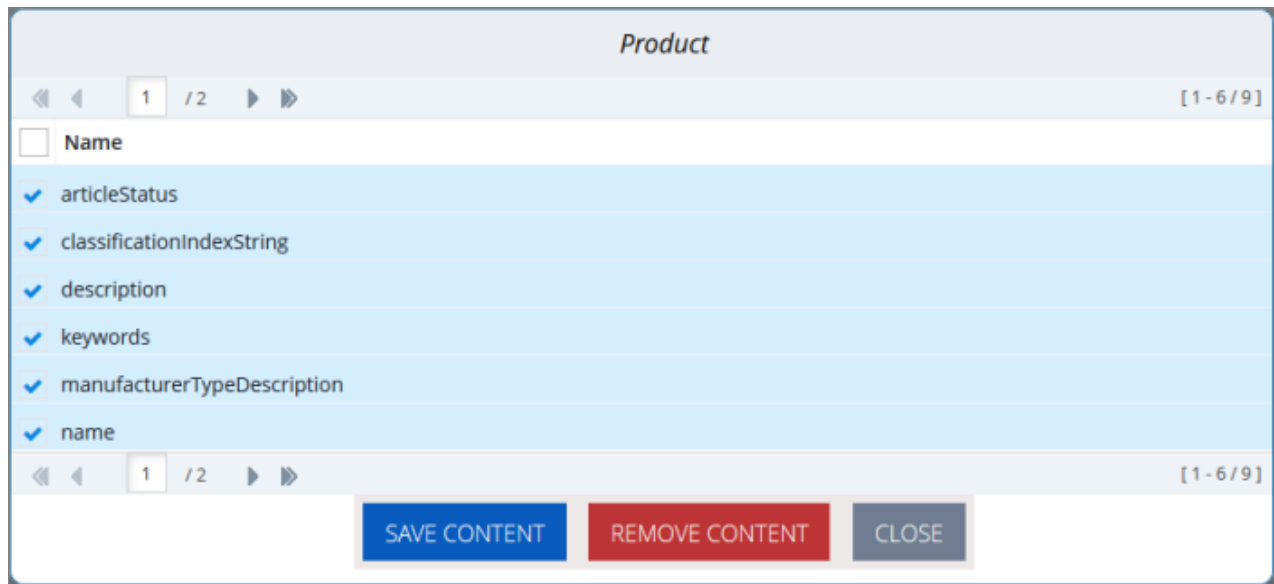 Product
1 / 2 [ 1 - 6 / 9 ]
Name
articleStatus
classificationIndexString
description
keywords
manufacturerTypeDescription
name
1 / 2 [ 1 - 6 / 9 ]
SAVE CONTENT REMOVE CONTENT CLOSE